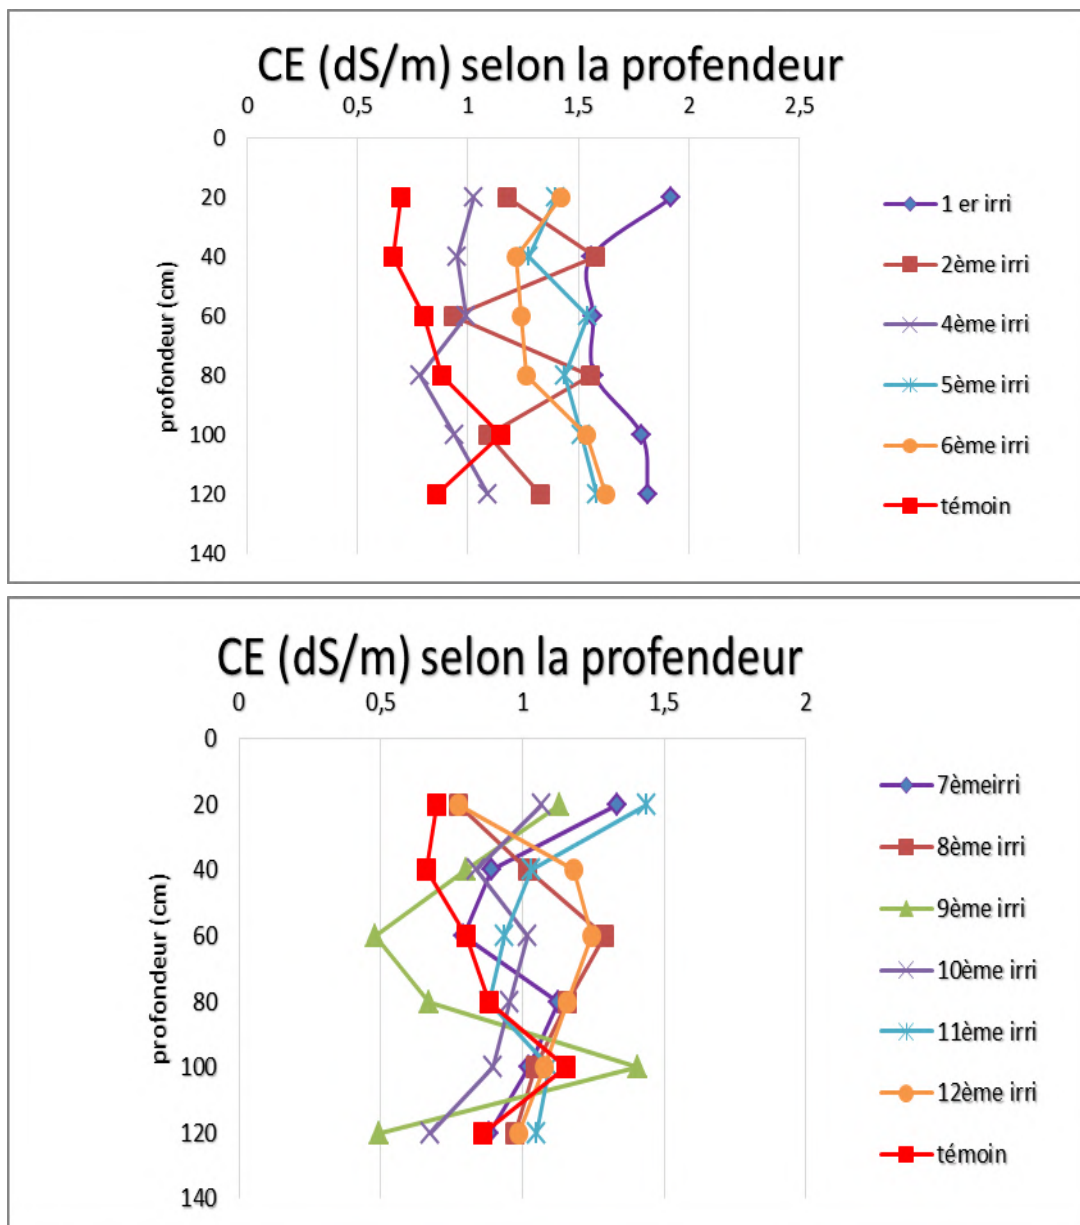 CE (dS/m) selon la profendeur
0 0,5 1 1,5 2 2,5
0
20
40
60
80
100
120
140
profondeur (cm)
1 er irri
2ème irri
4ème irri
5ème irri
6ème irri
témoin
CE (dS/m) selon la profendeur
0 0,5 1 1,5 2
0
20
40
60
80
100
120
140
profondeur (cm)
7èmeirri
8ème irri
9ème irri
10ème irri
11ème irri
12ème irri
témoin